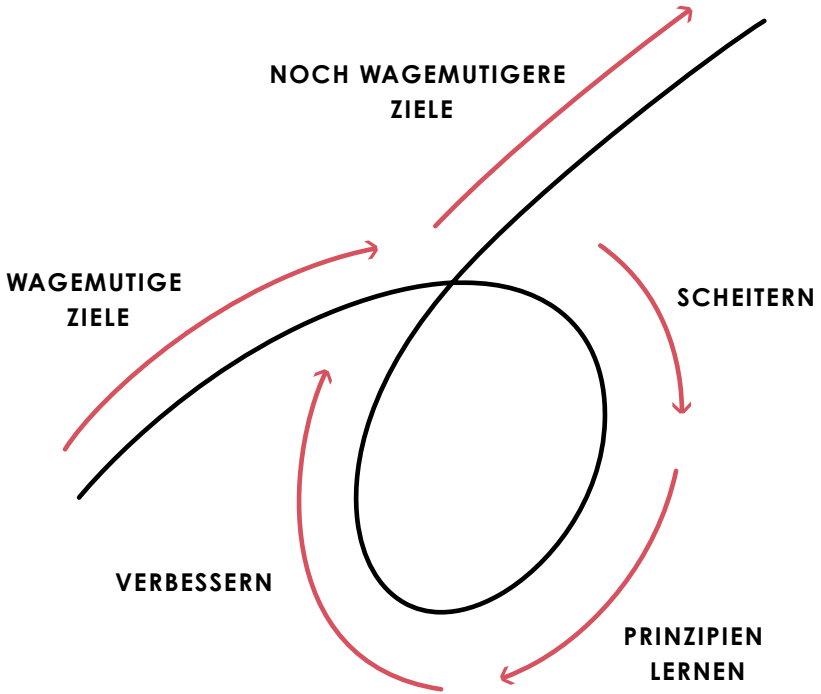 NOCH WAGEMUTIGERE
ZIELE
WAGEMUTIGE
ZIELE
SCHEITERN
VERBESSERN
PRINZIPIEN
LERNEN